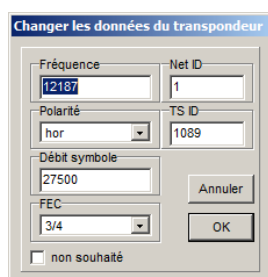 Changer les données du transpondeur
Fréquence
Net ID
12187
1
Polarité
TS ID
hor
1089
Débit symbole
27500
Annuler
FEC
3/4
OK
non souhaité